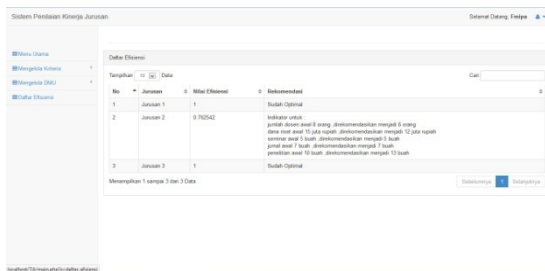 Sistem Penilaian Kinerja Jurusan
Selamat Datang, Fespa
Menu Utama
Mengelola Kriteria
Mengelola DMU
Daftar Efisiensi
Daftar Efisiensi
Tampilkan 10 Data
Cari:
No Jurusan Nilai Efisiensi Rekomendasi
1 Jurusan 1 1 Sudah Optimal
2 Jurusan 2 0.782542 Indikator untuk :
jumlah dosen awal 8 orang ,direkomendasikan menjadi 6 orang
dana riset awal 15 juta rupiah ,direkomendasikan menjadi 12 juta rupiah
seminar awal 5 buah ,direkomendasikan menjadi 5 buah
jurnal awal 7 buah ,direkomendasikan menjadi 7 buah
penelitian awal 10 buah ,direkomendasikan menjadi 13 buah
3 Jurusan 3 1 Sudah Optimal
Menampilkan 1 sampai 3 dari 3 Data
Sebelumnya 1 Selanjutnya